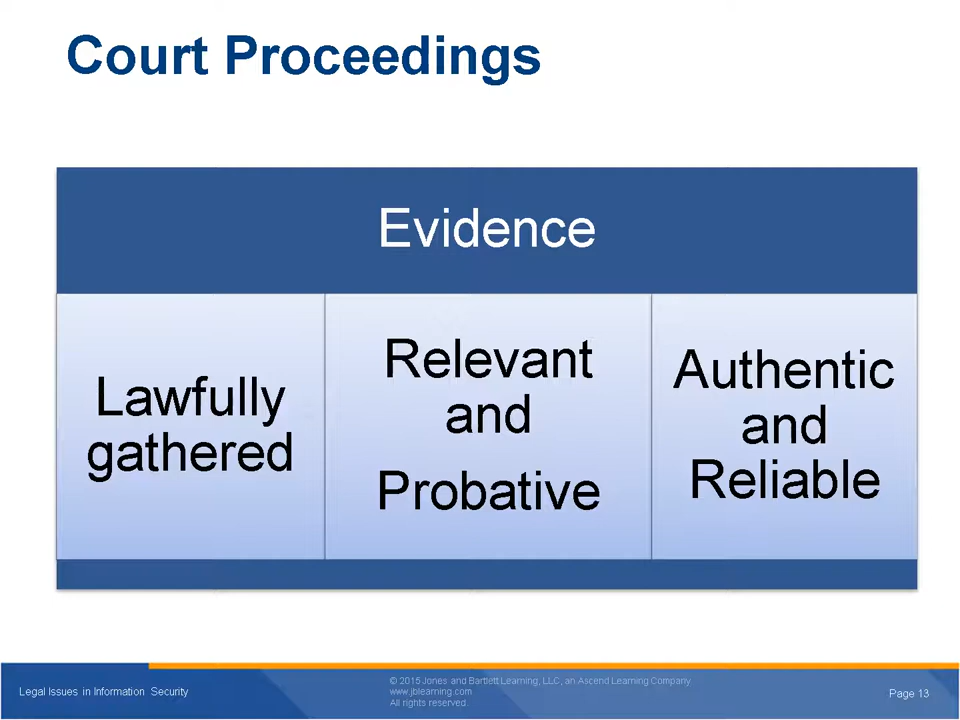 Court Proceedings
Evidence
Lawfully
gathered
Relevant
and
Probative
Authentic
and
Reliable
Legal Issues in Information Security
© 2015 Jones and Bartlett Learning, LLC, an Ascend Learning Company
www.jblearning.com
All rights reserved.
Page 13